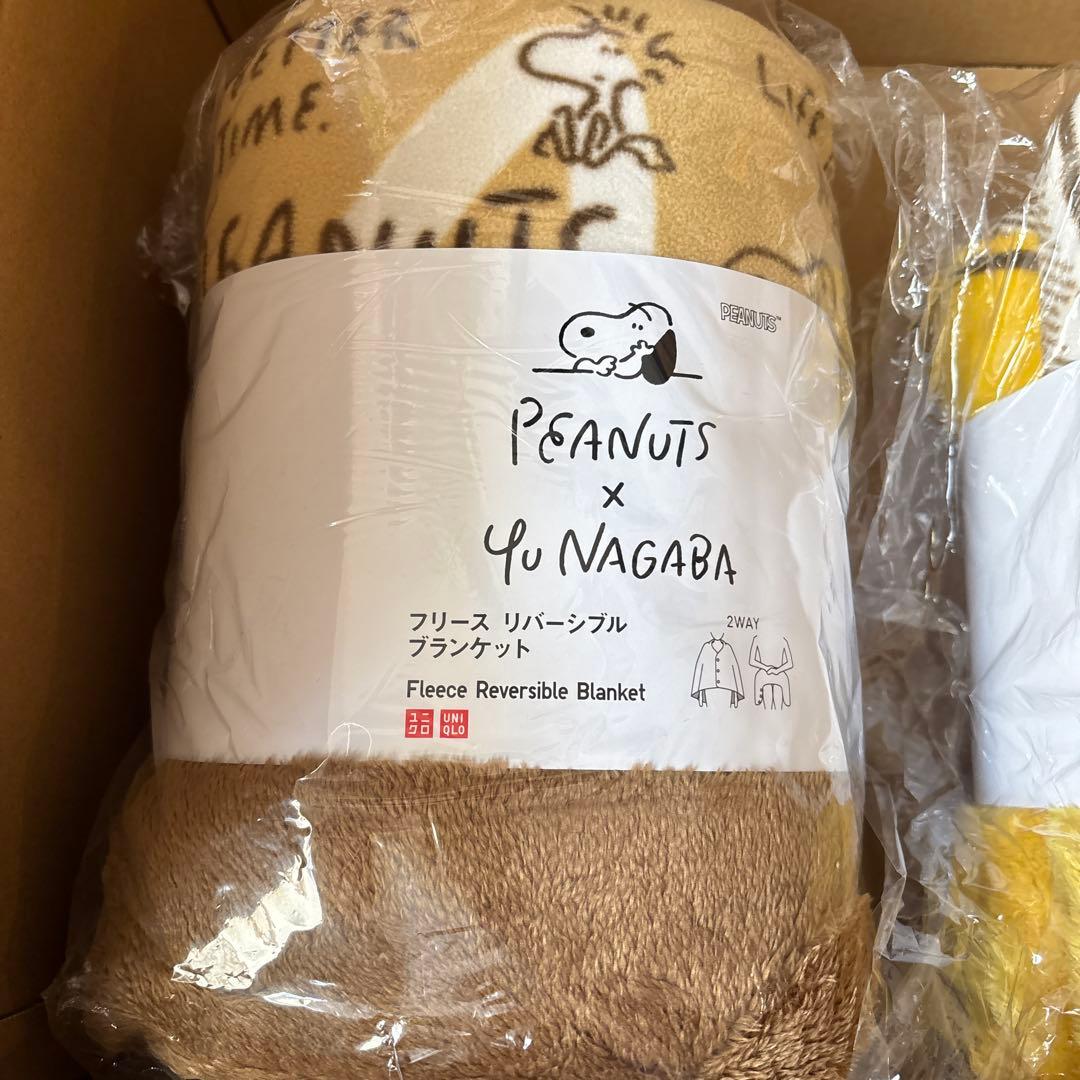 TIME.
PEANUTS
PEANUTS™
PEANUTS
x
YU NAGABA
フリース リバーシブル
ブランケット
2WAY
Fleece Reversible Blanket
ユニクロ UNIQLO